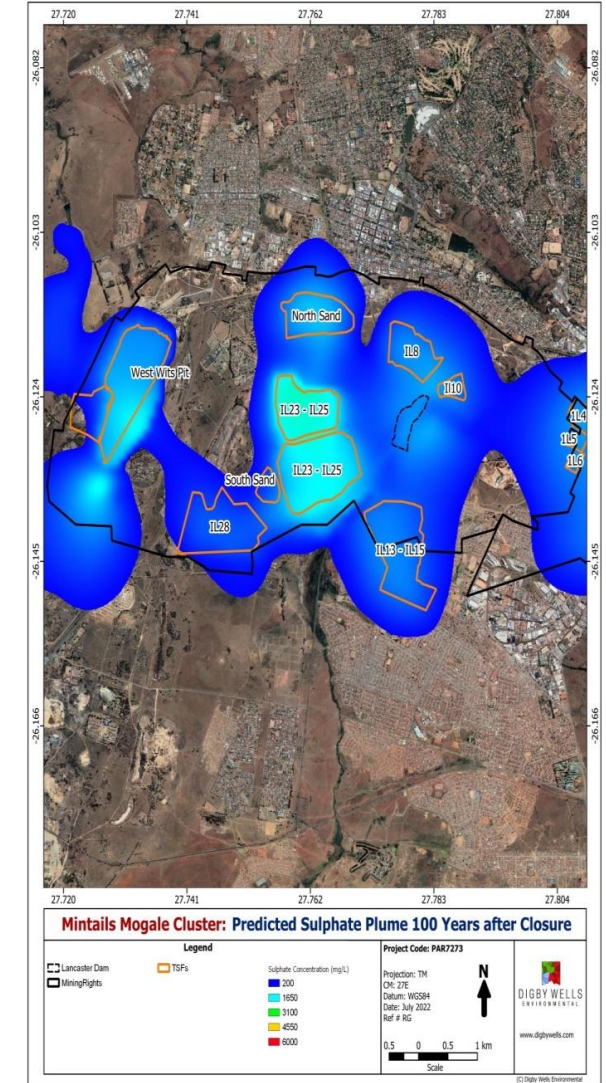 27.720 27.741 27.762 27.783 27.804
-26.082 -26.082
-26.103 -26.103
North Sand
IL8
West Wits Pit
Il10
-26.124 -26.124
IL23 - IL25
1L4
1L5
IL6
IL23 - IL25
South Sand
IL28
IL13 - IL15
-26.145 -26.145
-26.166 -26.166
27.720 27.741 27.762 27.783 27.804
Mintails Mogale Cluster: Predicted Sulphate Plume 100 Years after Closure
Legend
Lancaster Dam
MiningRights
TSFs
Sulphate Concentration (mg/L)
200
1650
3100
4550
6000
Project Code: PAR7273
Projection: TM
CM: 27E
Datum: WGS84
Date: July 2022
Ref # RG
N
0.5 0 0.5 1 km
Scale
DIGBY WELLS
ENVIRONMENTAL
www.digbywells.com
(C) Digby Wells Environmental